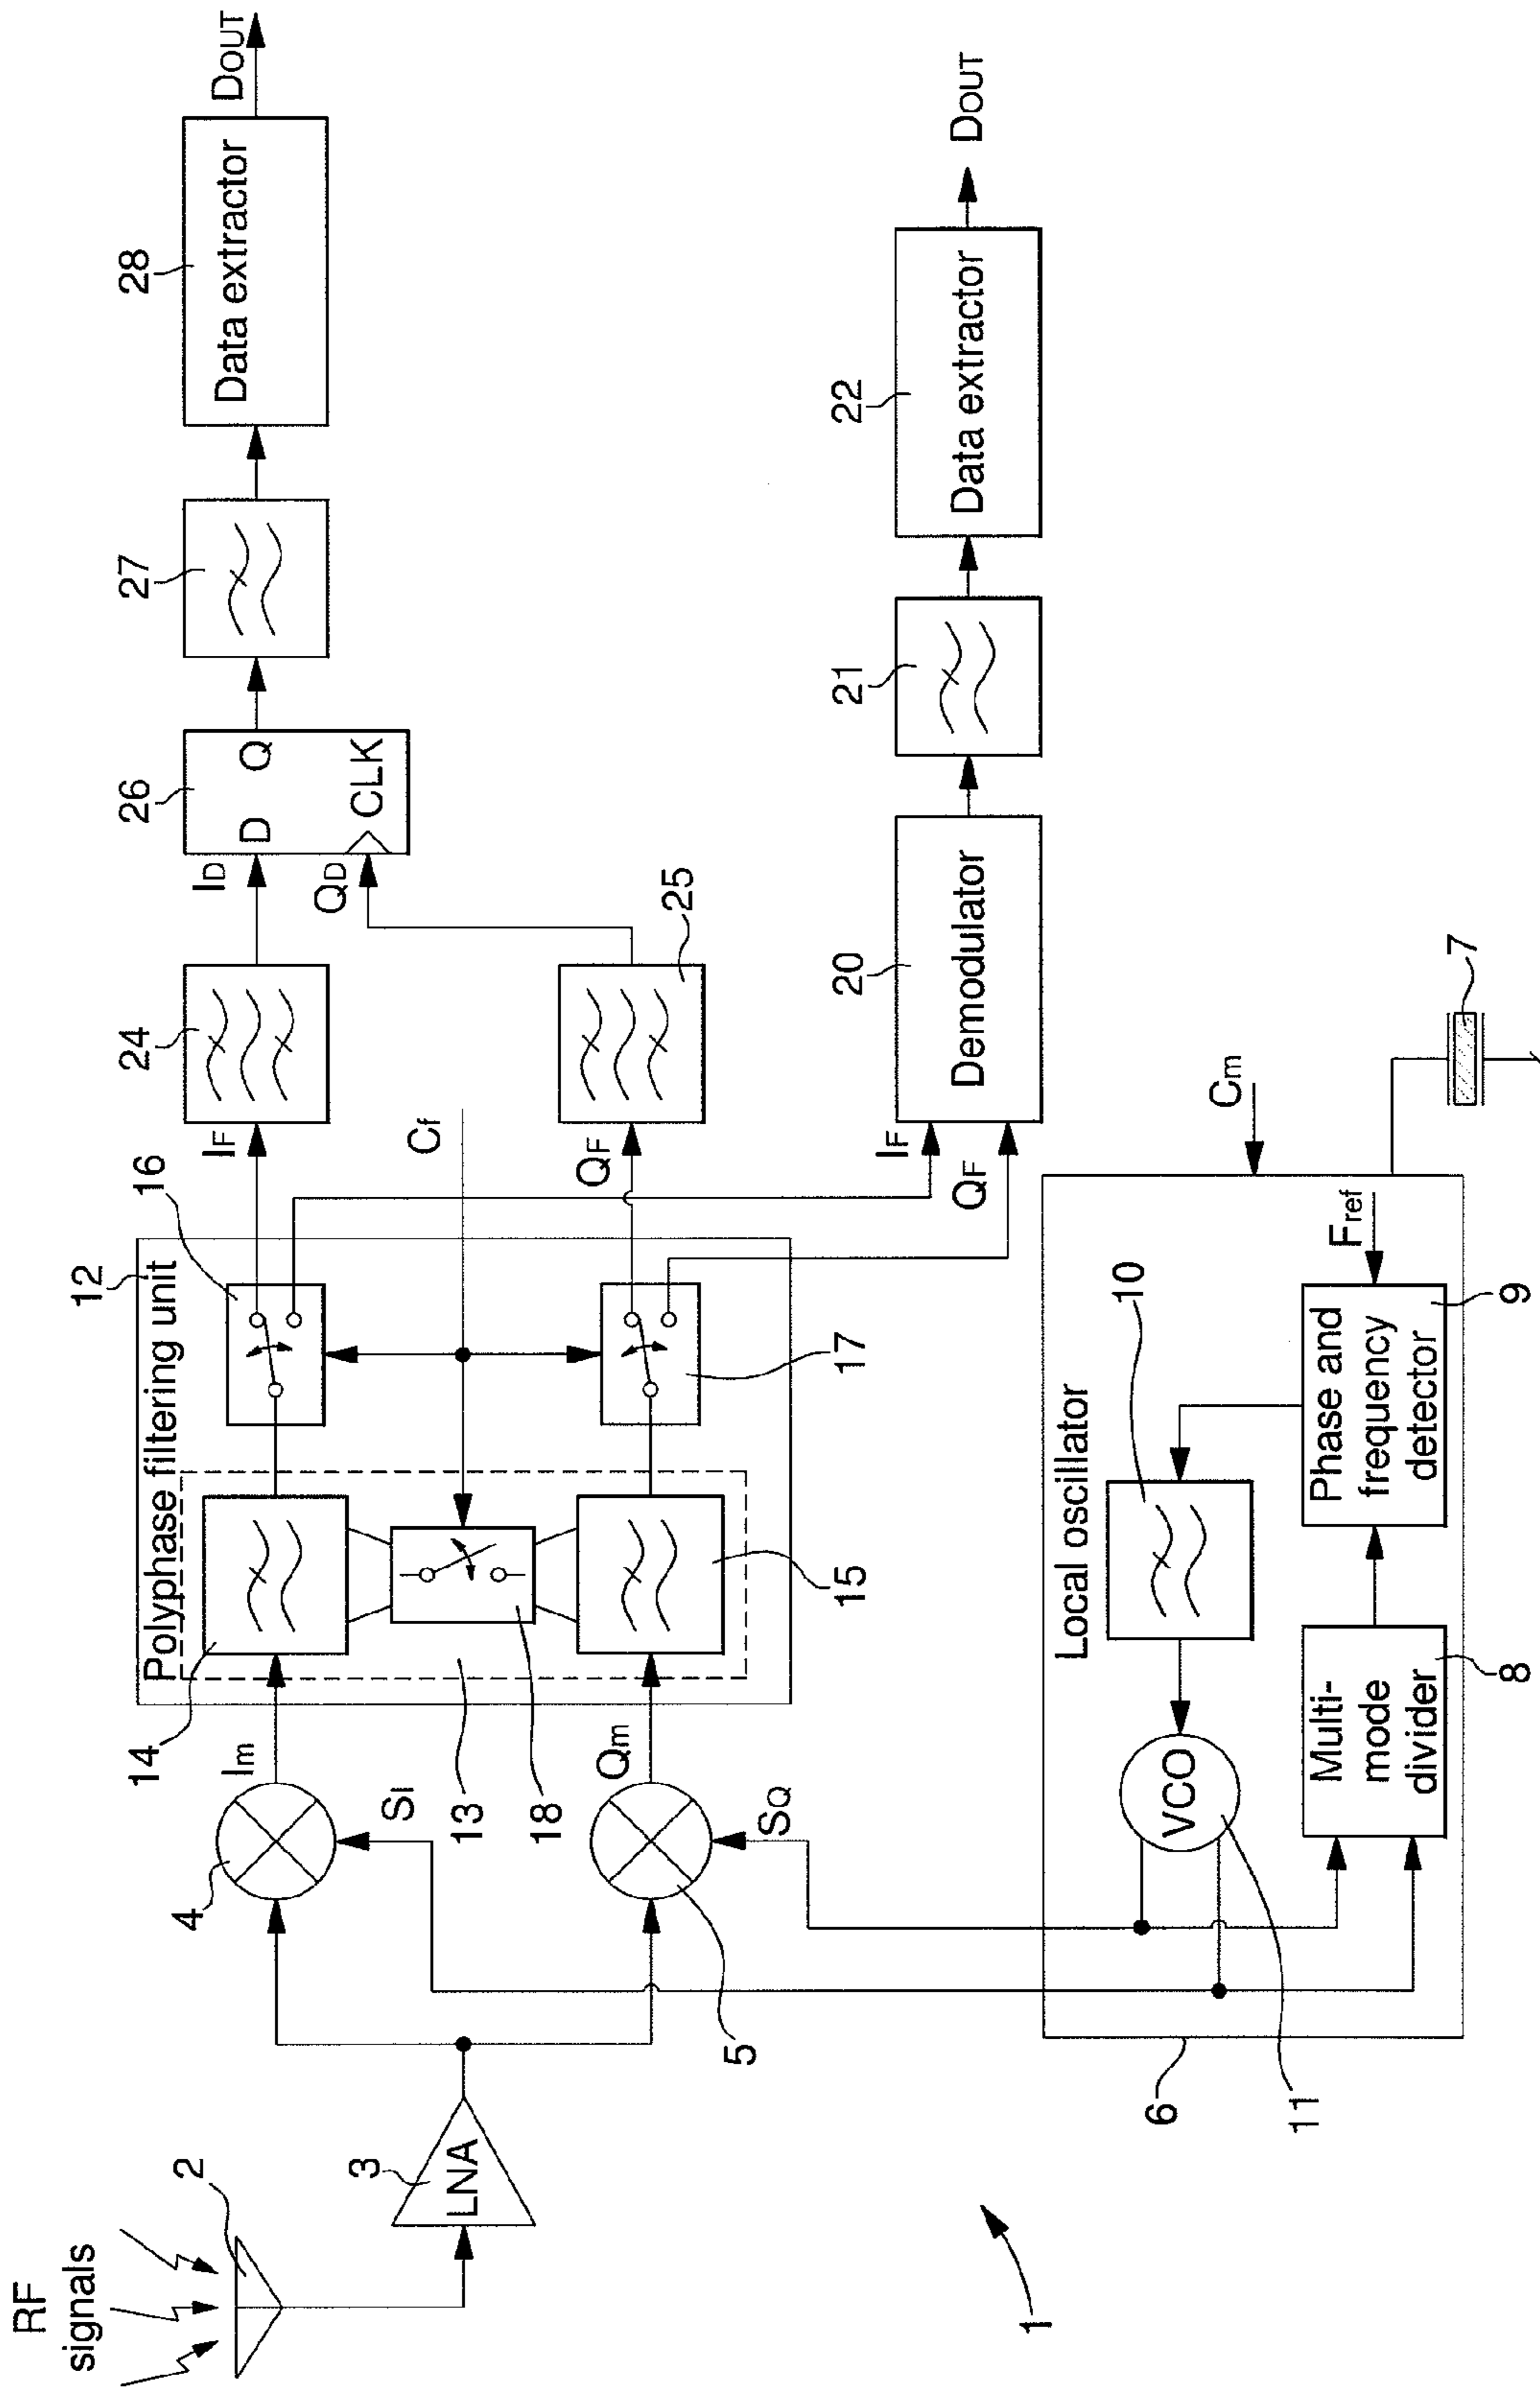 RF
signals
2
3
LNA
4
Im
14
Polyphase filtering unit
12
16
IF
24
ID
26
D
Q
QD
CLK
27
28
Data extractor
DOUT
SI
13
18
Cf
5
Qm
SQ
15
17
QF
25
IF
QF
20
Demodulator
21
22
Data extractor
DOUT
1
6
Local oscillator
11
VCO
10
Multi-
mode
divider
8
Phase and
frequency
detector
9
Fref
Cm
7